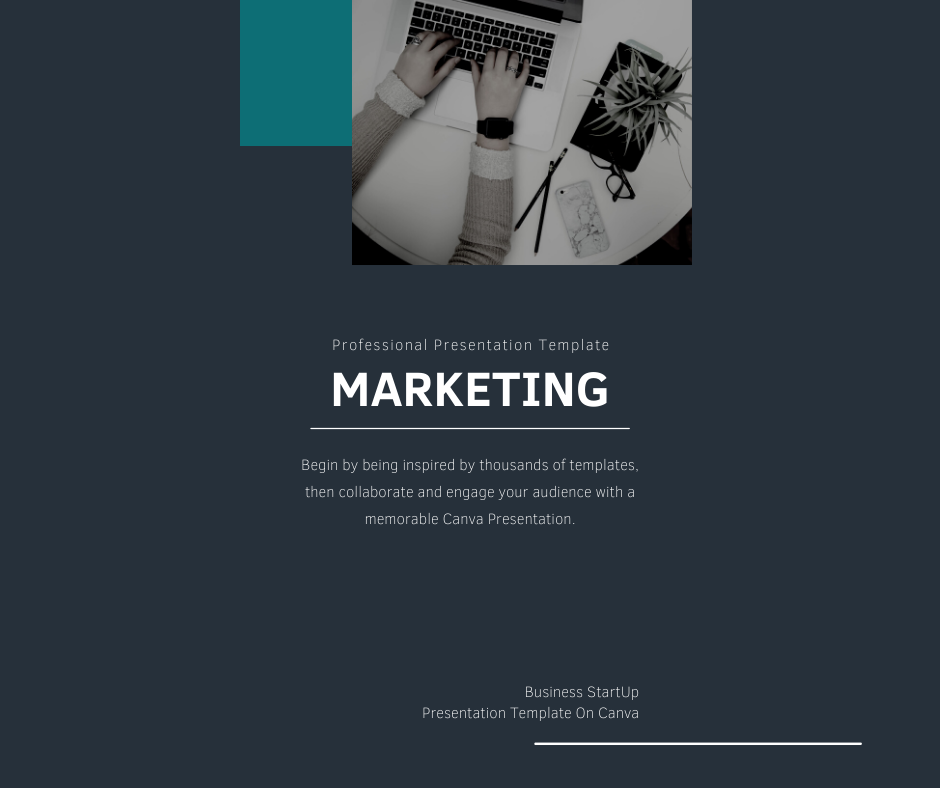 Professional Presentation Template
MARKETING
Begin by being inspired by thousands of templates,
then collaborate and engage your audience with a
memorable Canva Presentation.
Business StartUp
Presentation Template On Canva